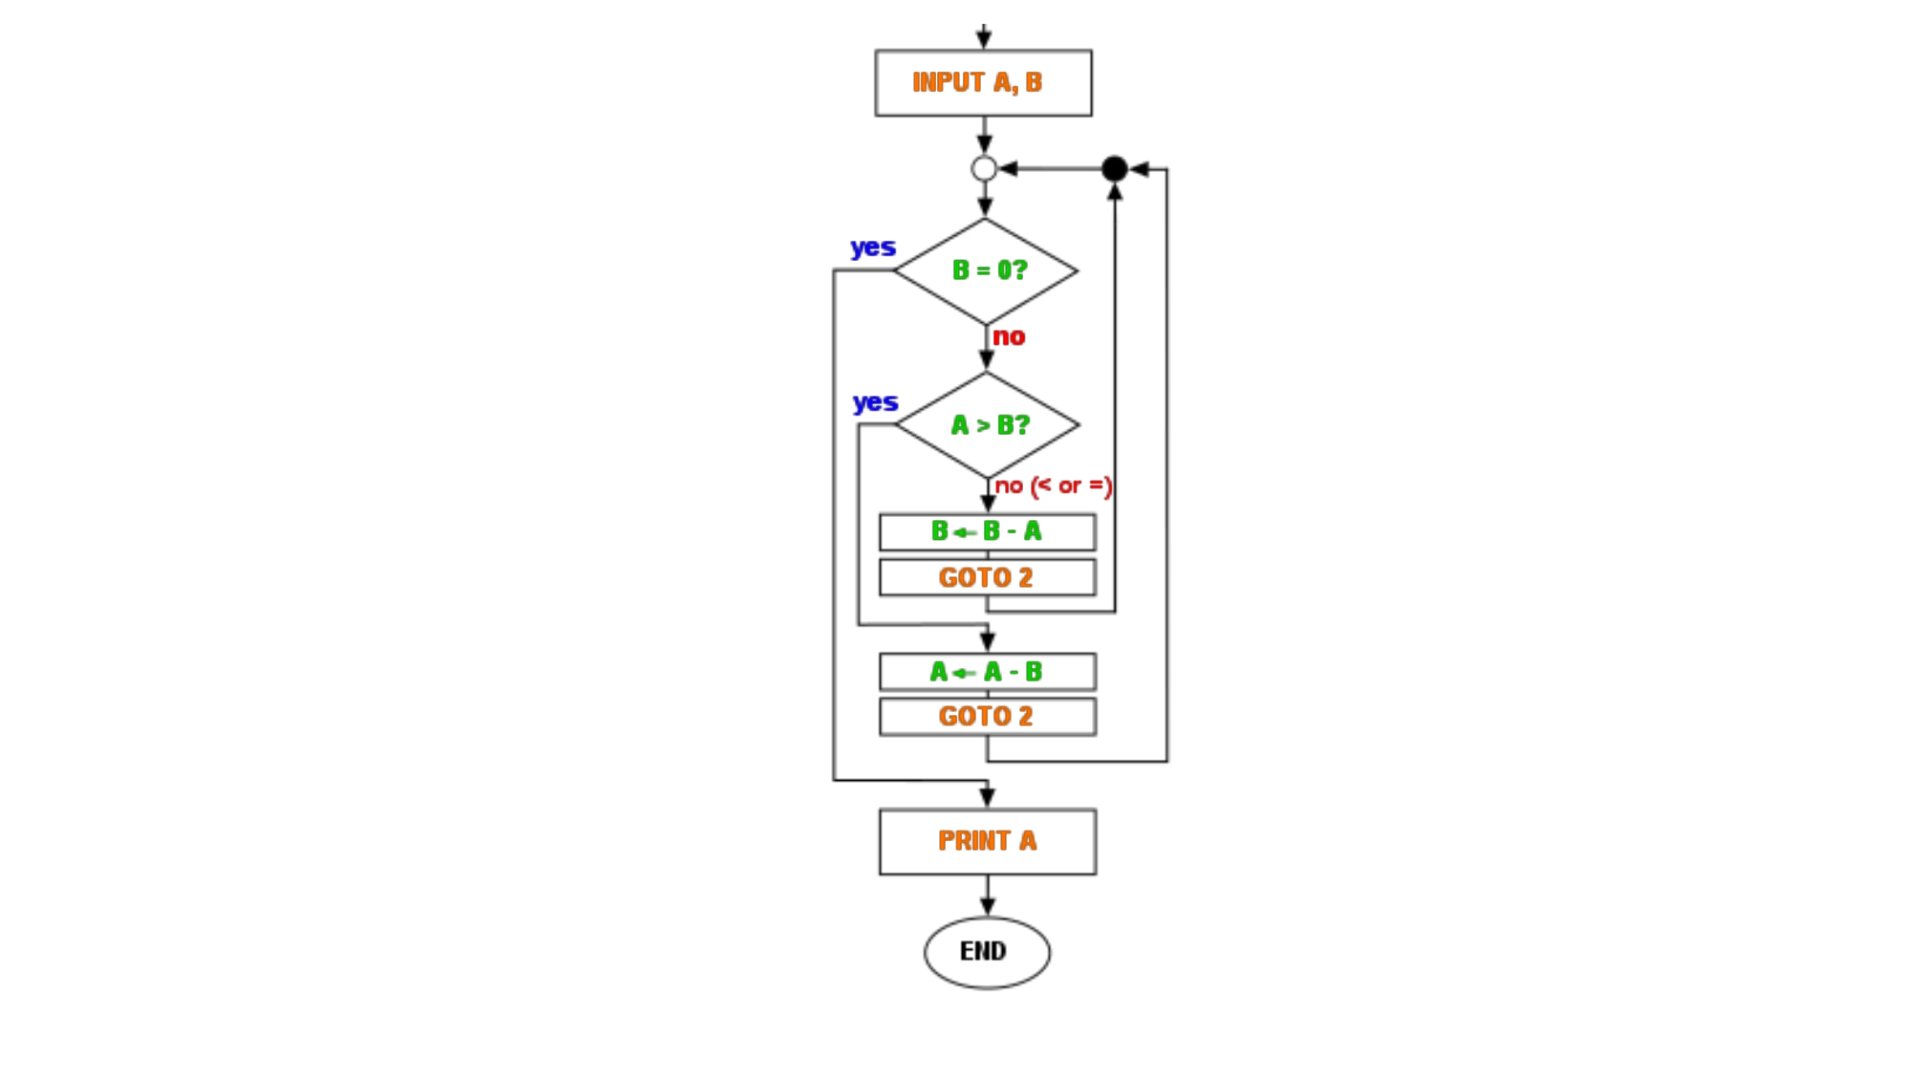 INPUT A, B
yes
B = 0?
no
yes
A > B?
no (< or =)
B ← B - A
GOTO 2
A ← A - B
GOTO 2
PRINT A
END